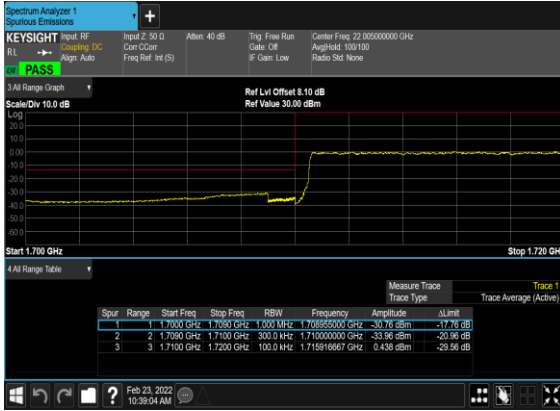 Spectrum Analyzer 1
Spurious Emissions
KEYSIGHT Input: RF Input Z: 50 Ω Atten: 40 dB Trig: Free Run Center Freq: 22.005000000 GHz
RL Coupling: DC Corr CCorr Gate: Off Avg|Hold: 100/100
Align: Auto Freq Ref: Int (S) IF Gain: Low Radio Std: None
PASS
3 All Range Graph
Ref Lvl Offset 8.10 dB
Scale/Div 10.0 dB Ref Value 30.00 dBm
Log
20.0
10.0
0.00
-10.0
-20.0
-30.0
-40.0
-50.0
-60.0
Start 1.700 GHz Stop 1.720 GH
4 All Range Table
Measure Trace Trace 1
Trace Type Trace Average (Active)
Spur Range Start Freq Stop Freq RBW Frequency Amplitude ΔLimit
1 1 1.7000 GHz 1.7090 GHz 1.000 MHz 1.708955000 GHz -30.76 dBm -17.76 dB
2 2 1.7090 GHz 1.7100 GHz 300.0 kHz 1.710000000 GHz -33.96 dBm -20.96 dB
3 3 1.7100 GHz 1.7200 GHz 100.0 kHz 1.715916667 GHz 0.438 dBm -29.56 dB
Feb 23, 2022
10:39:04 AM